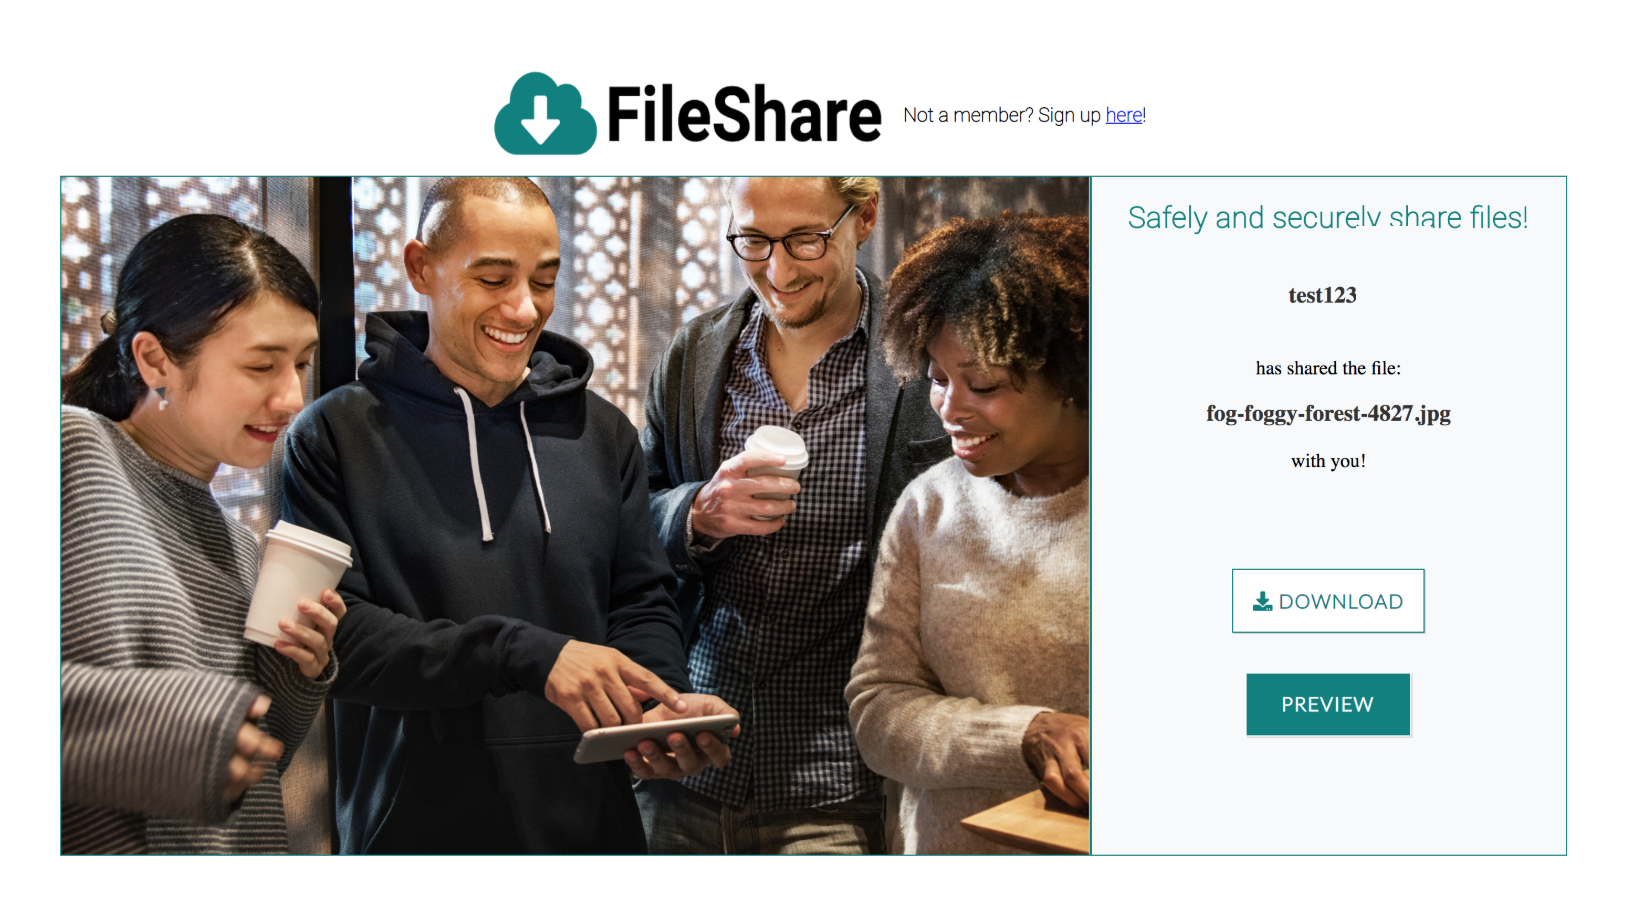 FileShare
Not a member? Sign up here!
Safely and securely share files!
test123
has shared the file:
fog-foggy-forest-4827.jpg
with you!
DOWNLOAD
PREVIEW